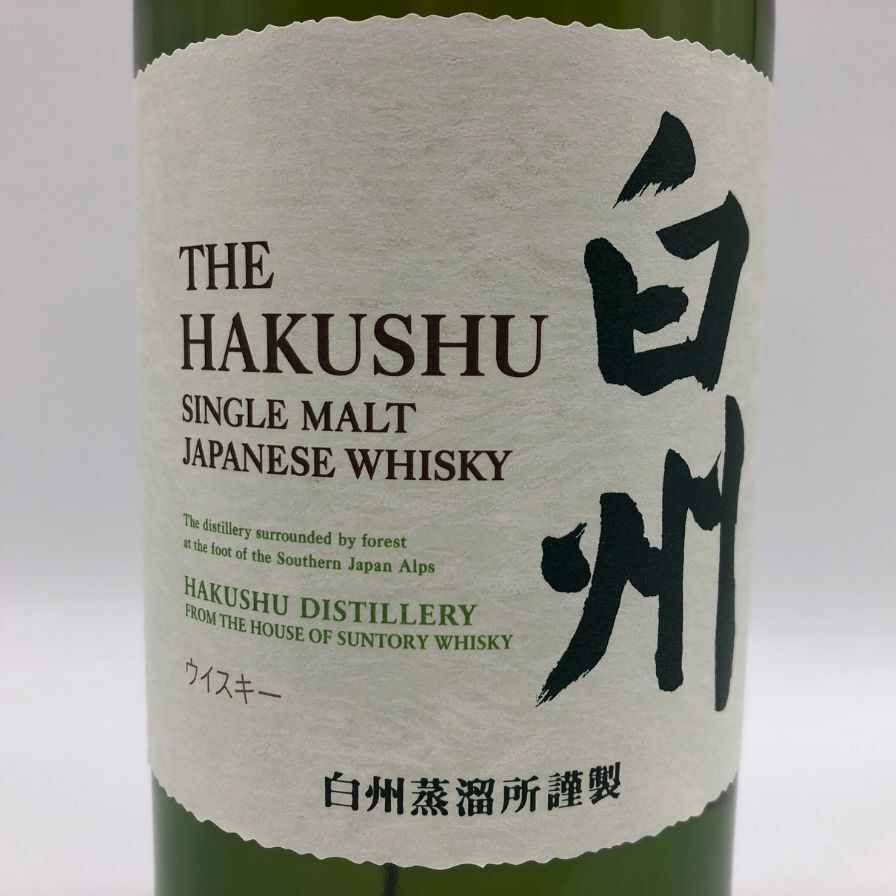 THE
HAKUSHU
SINGLE MALT
JAPANESE WHISKY
The distillery surrounded by forest
at the foot of the Southern Japan Alps
HAKUSHU DISTILLERY
FROM THE HOUSE OF SUNTORY WHISKY
ウイスキー
白州
白州蒸溜所謹製